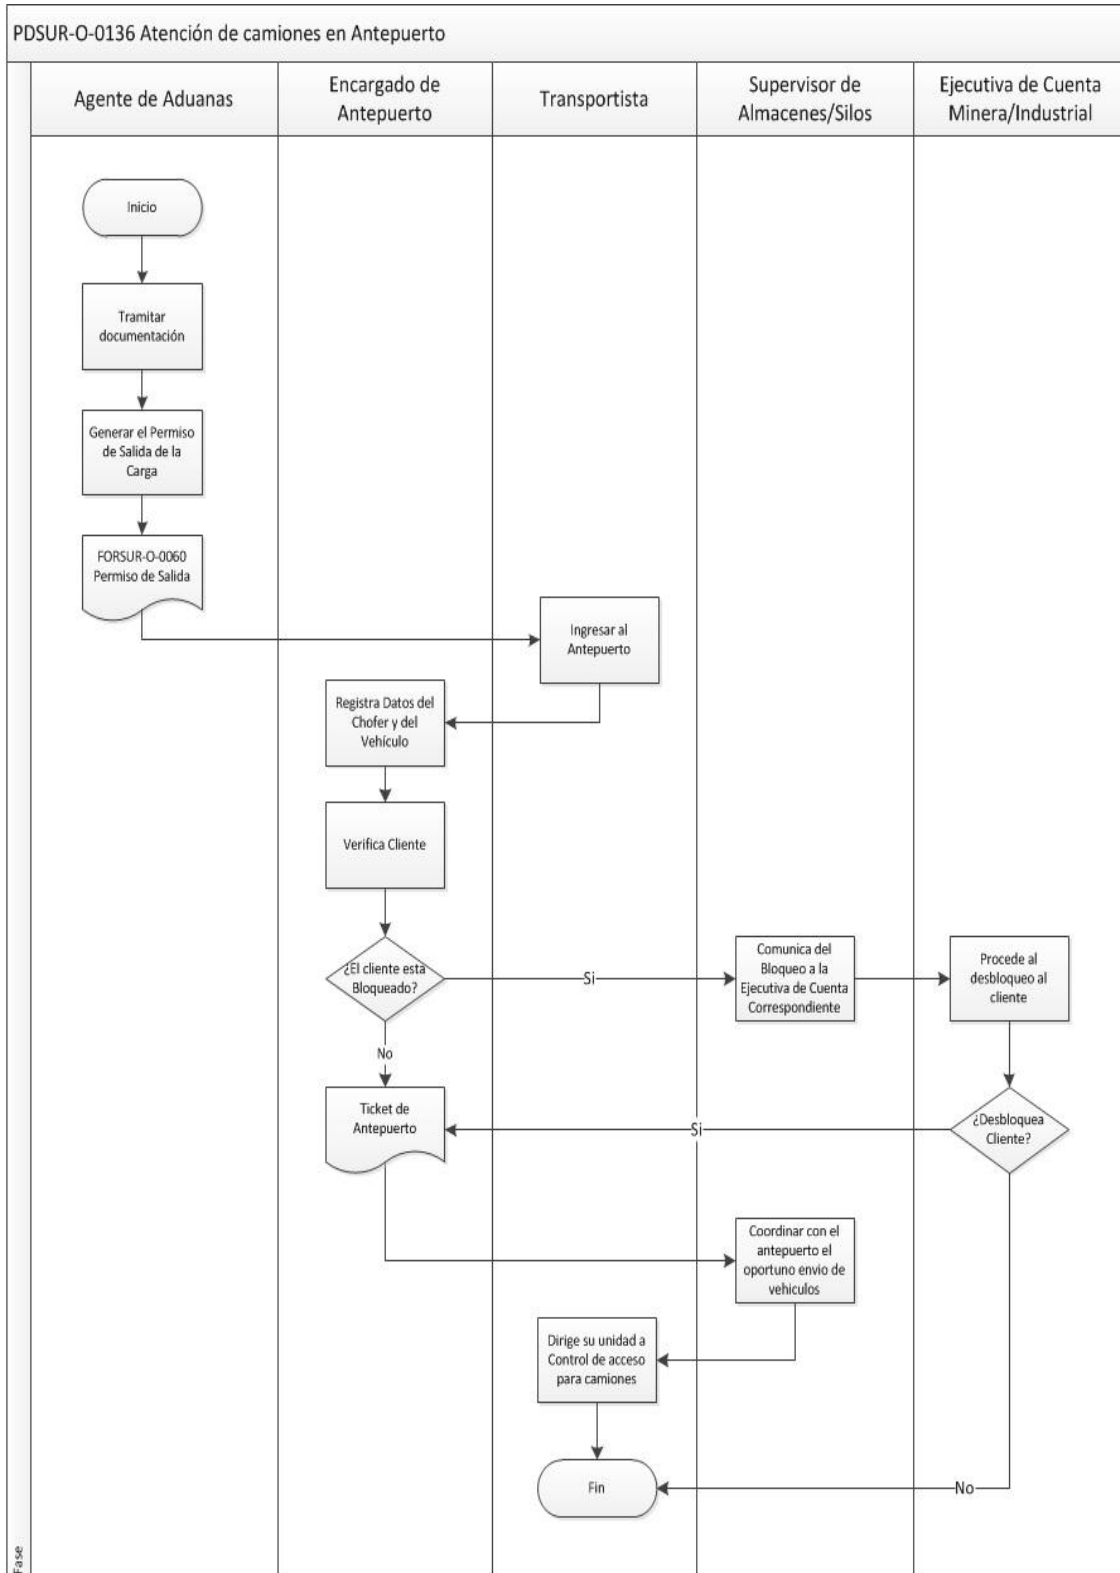 PDSUR-O-0136 Atención de camiones en Antepuerto
Agente de Aduanas
Encargado de
Antepuerto
Transportista
Supervisor de
Almacenes/Silos
Ejecutiva de Cuenta
Minera/Industrial
Inicio
Tramitar
documentación
Generar el Permiso
de Salida de la
Carga
FORSUR-O-0060
Permiso de Salida
Ingresar al
Antepuerto
Registra Datos del
Chofer y del
Vehículo
Verifica Cliente
¿El cliente esta
Bloqueado?
Si
Comunica del
Bloqueo a la
Ejecutiva de Cuenta
Correspondiente
Procede al
desbloqueo al
cliente
No
Ticket de
Antepuerto
Si
¿Desbloquea
Cliente?
Coordinar con el
antepuerto el
oportuno envio de
vehiculos
Dirige su unidad a
Control de acceso
para camiones
Fin
No
Fase